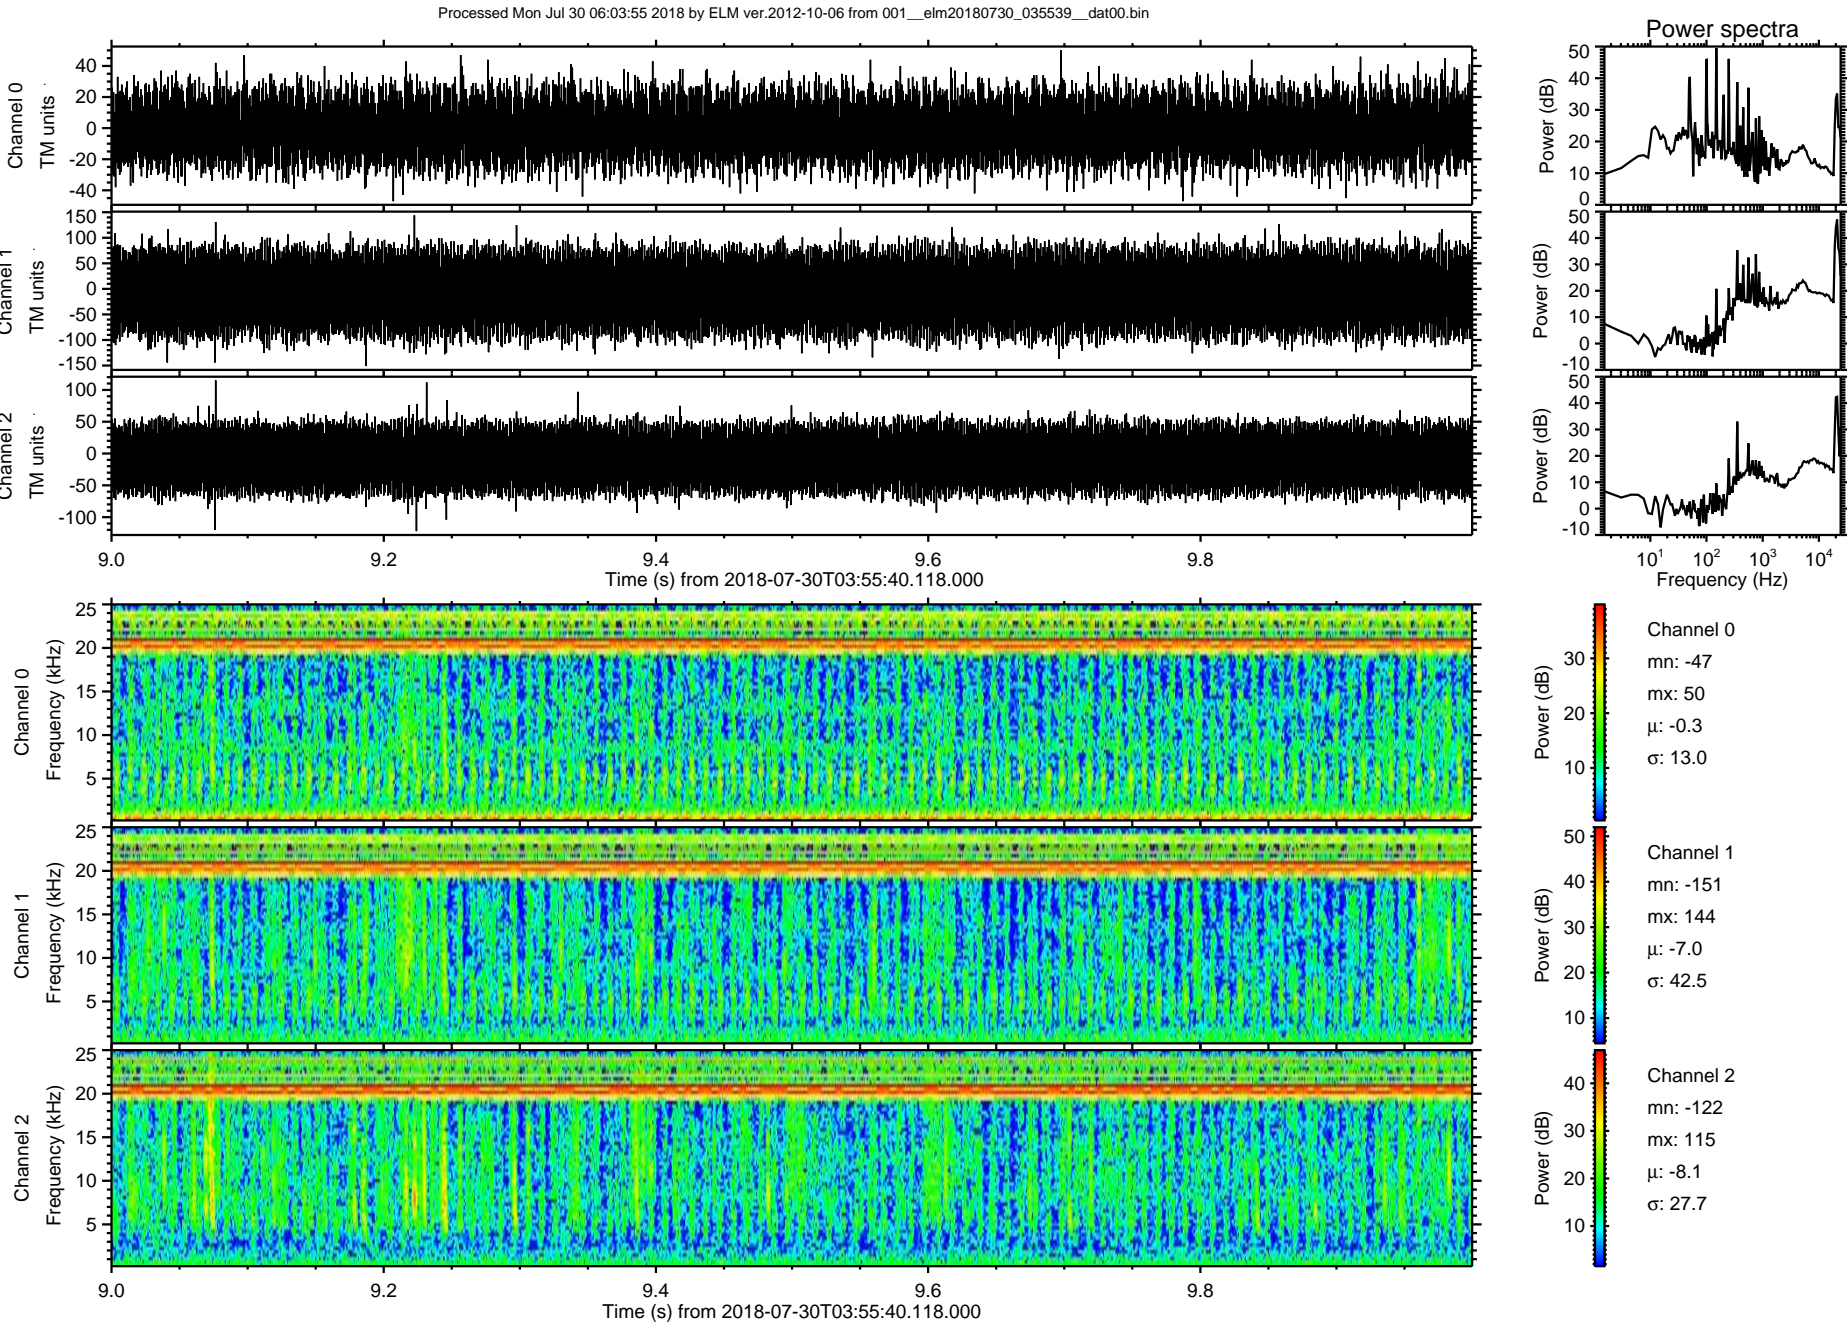 Processed Mon Jul 30 06:03:55 2018 by ELM ver.2012-10-06 from 001__elm20180730_035539__dat00.bin
Power spectra
Channel 0
TM units
40
20
0
-20
-40
Power (dB)
50
40
30
20
10
0
Channel 1
TM units
150
100
50
0
-50
-100
-150
Power (dB)
50
40
30
20
10
0
-10
Channel 2
TM units
100
50
0
-50
-100
Power (dB)
50
40
30
20
10
0
-10
9.0 9.2 9.4 9.6 9.8
Time (s) from 2018-07-30T03:55:40.118.000
10^1 10^2 10^3 10^4
Frequency (Hz)
Channel 0
Frequency (kHz)
25
20
15
10
5
Power (dB)
30
20
10
Channel 0
mn: -47
mx: 50
μ: -0.3
σ: 13.0
Channel 1
Frequency (kHz)
25
20
15
10
5
Power (dB)
50
40
30
20
10
Channel 1
mn: -151
mx: 144
μ: -7.0
σ: 42.5
Channel 2
Frequency (kHz)
25
20
15
10
5
Power (dB)
40
30
20
10
Channel 2
mn: -122
mx: 115
μ: -8.1
σ: 27.7
9.0 9.2 9.4 9.6 9.8
Time (s) from 2018-07-30T03:55:40.118.000